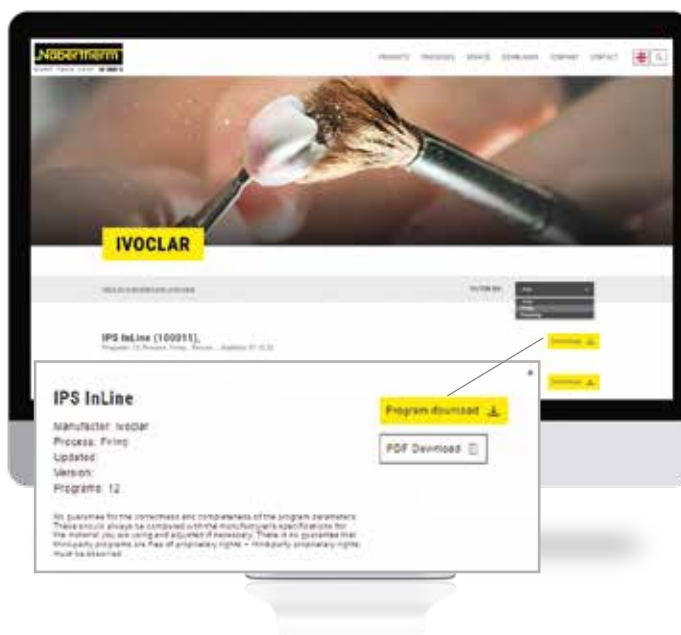 Nabertherm
PRODUCTS PROCESSES SERVICE DOWNLOADS COMPANY CONTACT
IVOCLAR
FILTER BY:
IPS InLine (100011),
Download
Download
IPS InLine
Program download
Manufacter: Ivoclar
PDF Download
Process: Firing
Updated:
Version:
Programs: 12
No guarantee for the correctness and completeness of the program parameters.
These should always be compared with the manufacturer's specifications for
the material you are using and adjusted if necessary. There is no guarantee that
third-party programs are free of proprietary rights – third-party proprietary rights
must be observed.